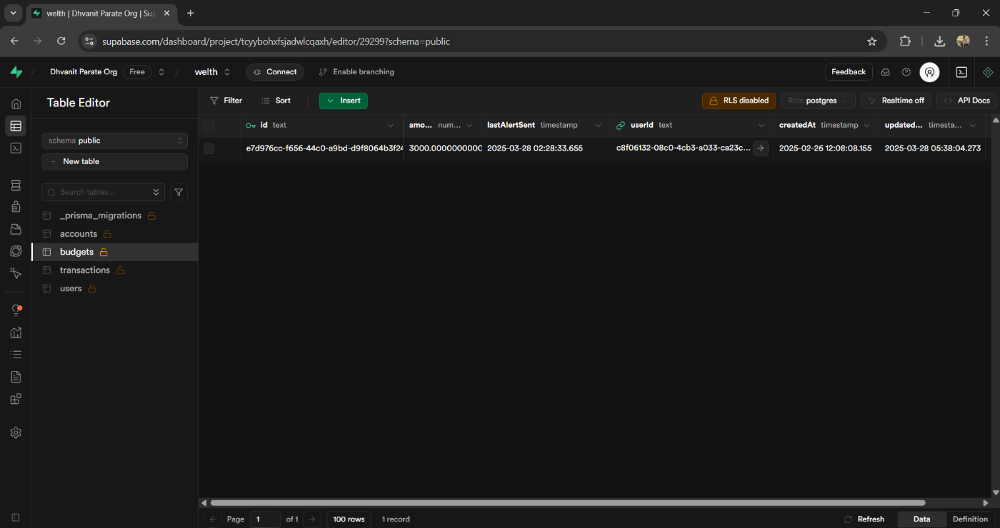 welth | Dhvanit Parate Org | Sup
supabase.com/dashboard/project/tcyybohxfsjadwlcqaxh/editor/29299?schema=public
Dhvanit Parate Org Free welth Connect Enable branching Feedback
Table Editor
Filter Sort Insert RLS disabled Role postgres Realtime off API Docs
id text amo... num... lastAlertSent timestamp userId text createdAt timestamp updated... timesta...
e7d976cc-f656-44c0-a9bd-d9f8064b3f24 3000.0000000000 2025-03-28 02:28:33.655 c8f06132-08c0-4cb3-a033-ca23c... 2025-02-26 12:08:08.155 2025-03-28 05:38:04.273
schema public
New table
Search tables...
_prisma_migrations
accounts
budgets
transactions
users
Page 1 of 1 100 rows 1 record Refresh Data Definition